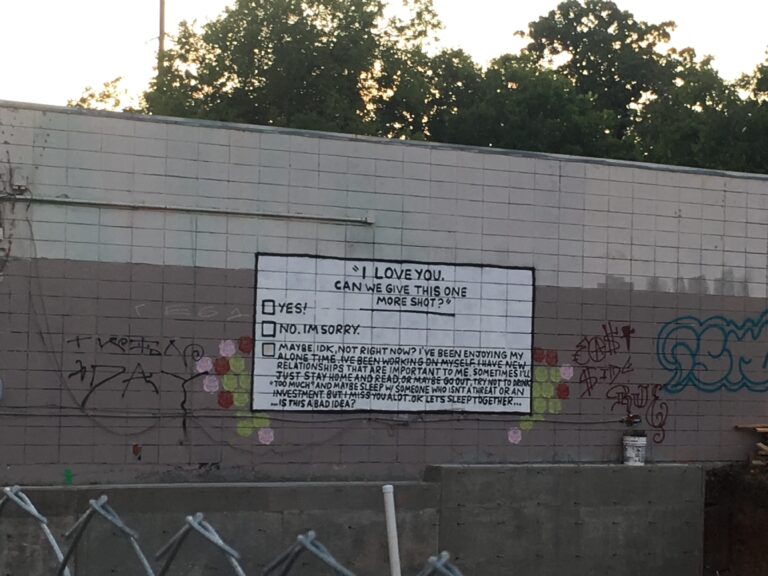 "I LOVE YOU.
CAN WE GIVE THIS ONE
MORE SHOT?"
YES!
NO. IM SORRY.
MAYBE. IDK, NOT RIGHT NOW? I'VE BEEN ENJOYING MY
ALONE TIME. IVE BEEN WORKING ON MYSELF. I HAVE NEW
RELATIONSHIPS THAT ARE IMPORTANT TO ME. SOMETIMES I'LL
JUST STAY HOME AND READ, OR MAYBE GO OUT, TRY NOT TO DRINK
"TOO MUCH" AND MAYBE SLEEP W/ SOMEONE WHO ISNT A THREAT OR AN
INVESTMENT. BUT I MISS YOU ALOT. OK LETS SLEEP TOGETHER...
... IS THIS A BAD IDEA?